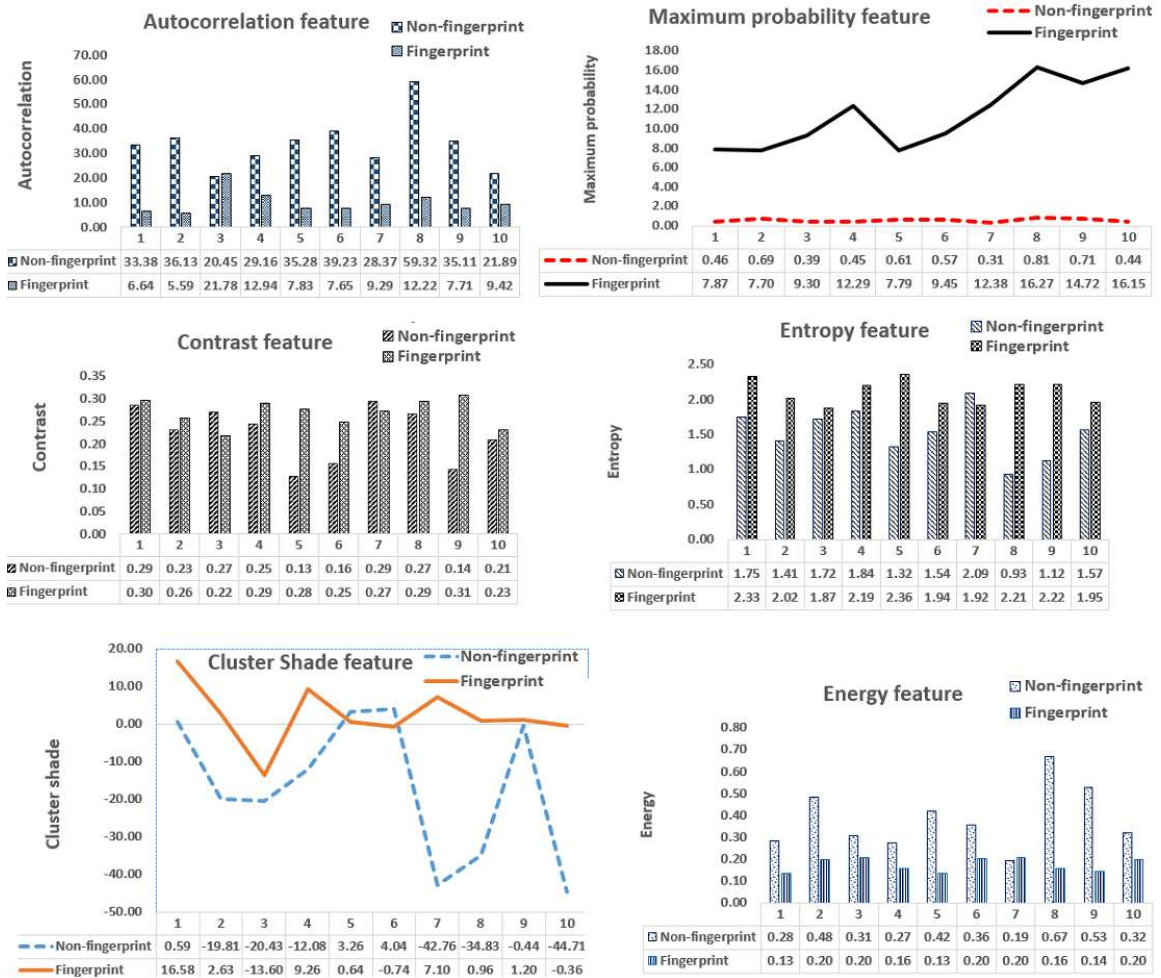 Autocorrelation feature
Non-fingerprint
Fingerprint
Autocorrelation
70.00
60.00
50.00
40.00
30.00
20.00
10.00
0.00
1 2 3 4 5 6 7 8 9 10
Non-fingerprint 33.38 36.13 20.45 29.16 35.28 39.23 28.37 59.32 35.11 21.89
Fingerprint 6.64 5.59 21.78 12.94 7.83 7.65 9.29 12.22 7.71 9.42
Maximum probability feature
Non-fingerprint
Fingerprint
Maximum probability
18.00
16.00
14.00
12.00
10.00
8.00
6.00
4.00
2.00
0.00
1 2 3 4 5 6 7 8 9 10
Non-fingerprint 0.46 0.69 0.39 0.45 0.61 0.57 0.31 0.81 0.71 0.44
Fingerprint 7.87 7.70 9.30 12.29 7.79 9.45 12.38 16.27 14.72 16.15
Contrast feature
Non-fingerprint
Fingerprint
Contrast
0.35
0.30
0.25
0.20
0.15
0.10
0.05
0.00
1 2 3 4 5 6 7 8 9 10
Non-fingerprint 0.29 0.23 0.27 0.25 0.13 0.16 0.29 0.27 0.14 0.21
Fingerprint 0.30 0.26 0.22 0.29 0.28 0.25 0.27 0.29 0.31 0.23
Entropy feature
Non-fingerprint
Fingerprint
Entropy
2.50
2.00
1.50
1.00
0.50
0.00
1 2 3 4 5 6 7 8 9 10
Non-fingerprint 1.75 1.41 1.72 1.84 1.32 1.54 2.09 0.93 1.12 1.57
Fingerprint 2.33 2.02 1.87 2.19 2.36 1.94 1.92 2.21 2.22 1.95
Cluster Shade feature
Non-fingerprint
Fingerprint
Cluster shade
20.00
10.00
0.00
-10.00
-20.00
-30.00
-40.00
-50.00
1 2 3 4 5 6 7 8 9 10
Non-fingerprint 0.59 -19.81 -20.43 -12.08 3.26 4.04 -42.76 -34.83 -0.44 -44.71
Fingerprint 16.58 2.63 -13.60 9.26 0.64 -0.74 7.10 0.96 1.20 -0.36
Energy feature
Non-fingerprint
Fingerprint
Energy
0.80
0.70
0.60
0.50
0.40
0.30
0.20
0.10
0.00
1 2 3 4 5 6 7 8 9 10
Non-fingerprint 0.28 0.48 0.31 0.27 0.42 0.36 0.19 0.67 0.53 0.32
Fingerprint 0.13 0.20 0.20 0.16 0.13 0.20 0.20 0.16 0.14 0.20